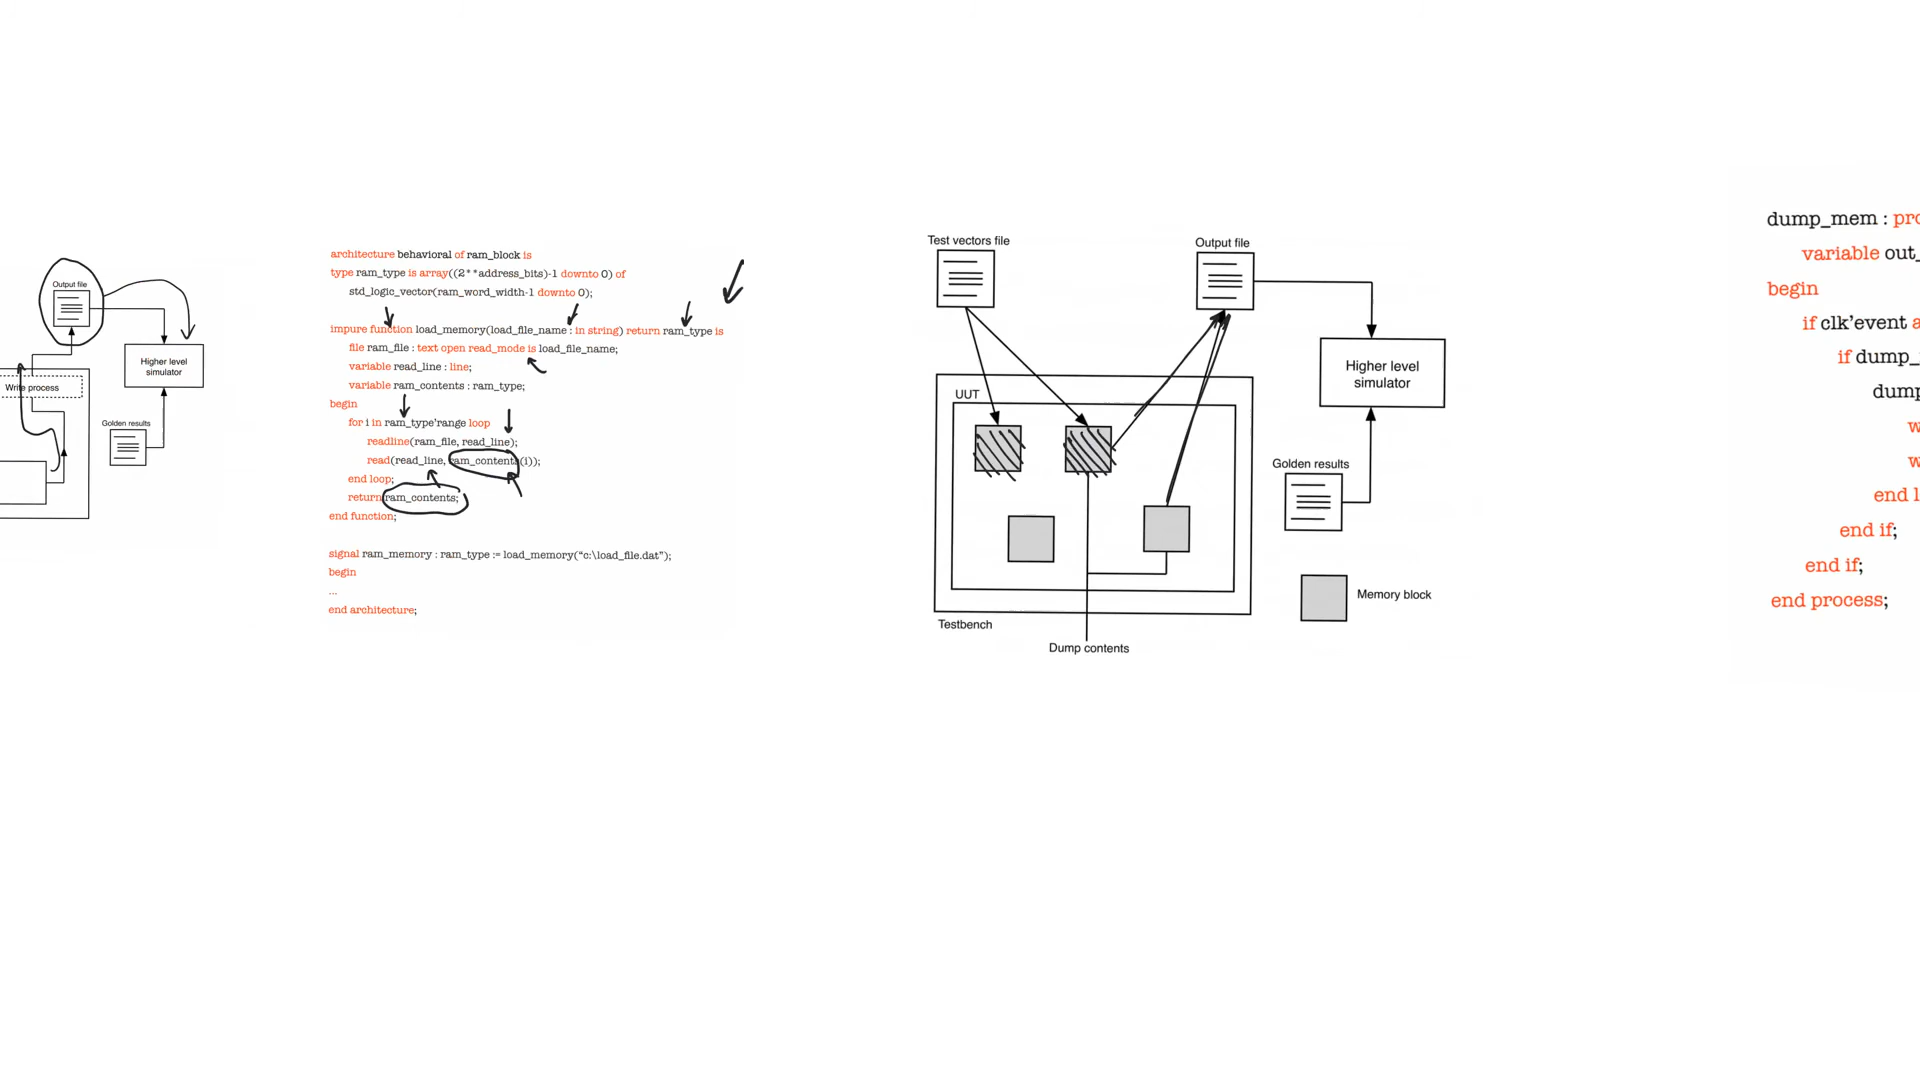 Output file
Higher level
simulator
Write process
Golden results
architecture behavioral of ram_block is
type ram_type is array((2**address_bits)-1 downto 0) of
std_logic_vector(ram_word_width-1 downto 0);
impure function load_memory(load_file_name : in string) return ram_type is
file ram_file : text open read_mode is load_file_name;
variable read_line : line;
variable ram_contents : ram_type;
begin
for i in ram_type'range loop
readline(ram_file, read_line);
read(read_line, ram_contents(i));
end loop;
return ram_contents;
end function;
signal ram_memory : ram_type := load_memory("c:\load_file.dat");
begin
...
end architecture;
Test vectors file
Output file
UUT
Higher level
simulator
Golden results
Memory block
Testbench
Dump contents
dump_mem : pro
variable out_
begin
if clk'event a
if dump_
dump
w
w
end l
end if;
end if;
end process;